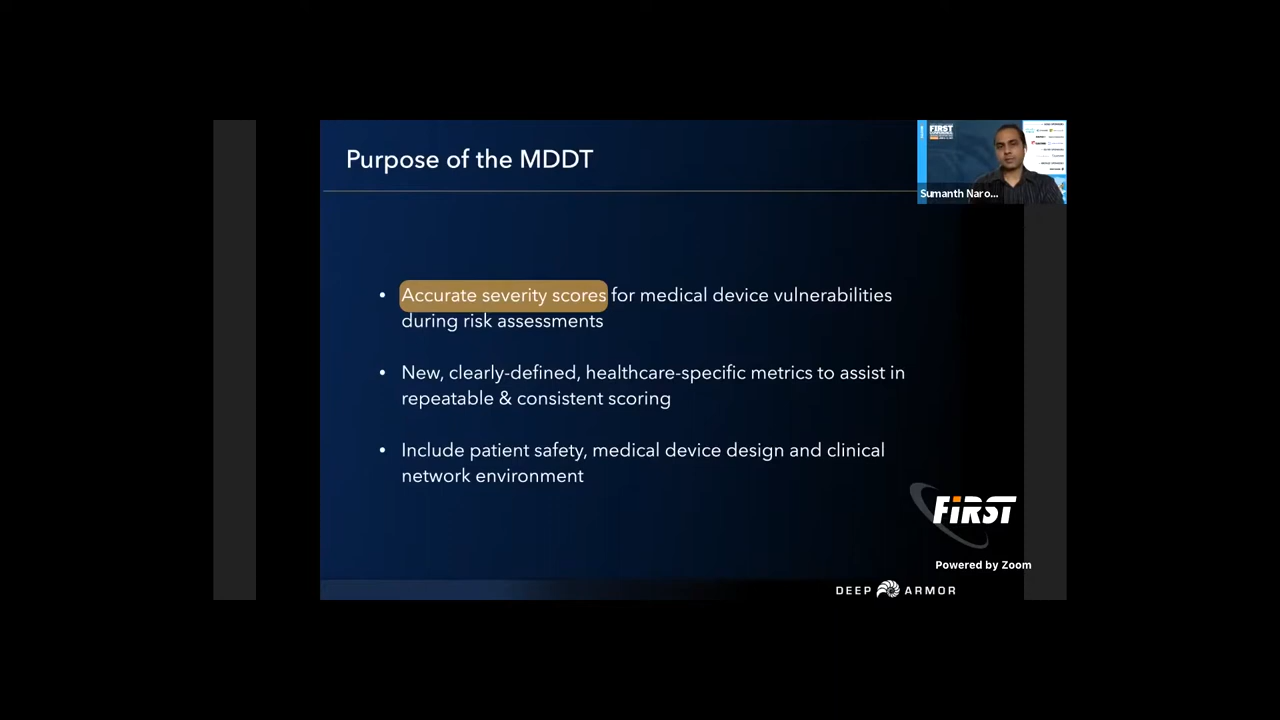 Purpose of the MDDT
FIRST
Sumanth Naro...
• Accurate severity scores for medical device vulnerabilities
during risk assessments
• New, clearly-defined, healthcare-specific metrics to assist in
repeatable & consistent scoring
• Include patient safety, medical device design and clinical
network environment
FiRST
Powered by Zoom
DEEP ARMOR